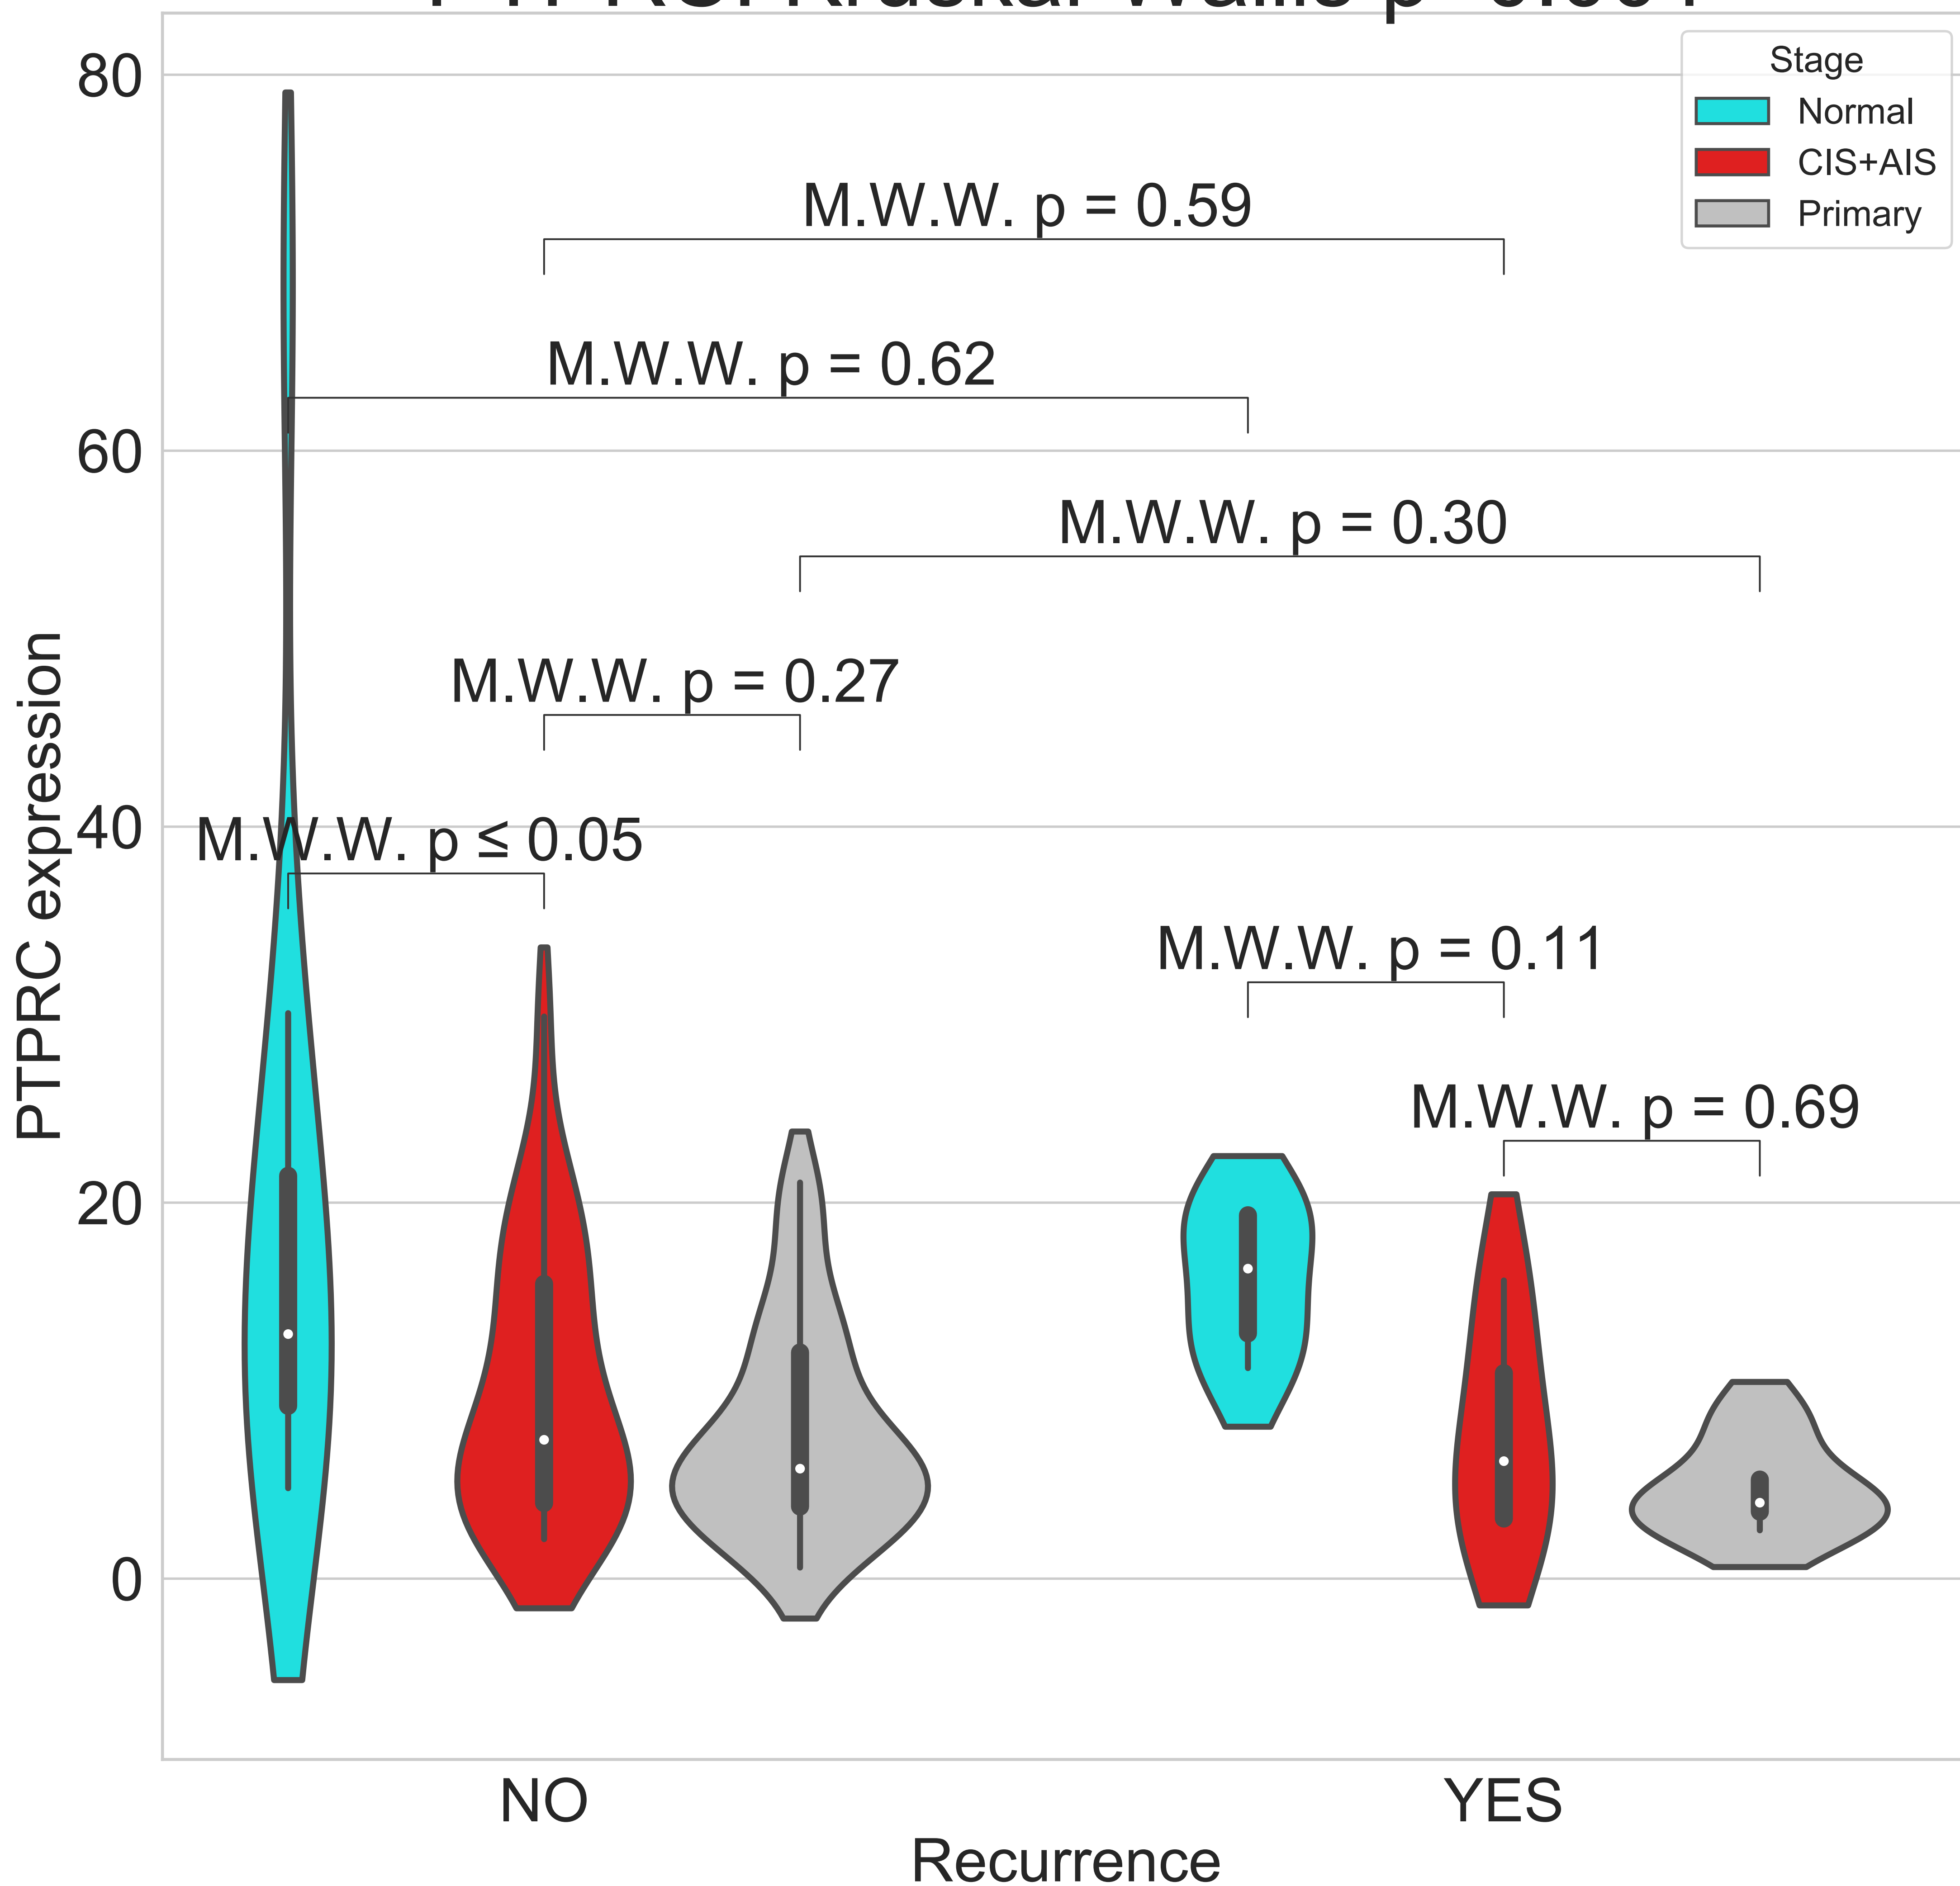 80
60
40
20
0
PTPRC expression
Stage
Normal
CIS+AIS
Primary
M.W.W. p = 0.59
M.W.W. p = 0.62
M.W.W. p = 0.30
M.W.W. p = 0.27
M.W.W. p ≤ 0.05
M.W.W. p = 0.11
M.W.W. p = 0.69
NO
YES
Recurrence